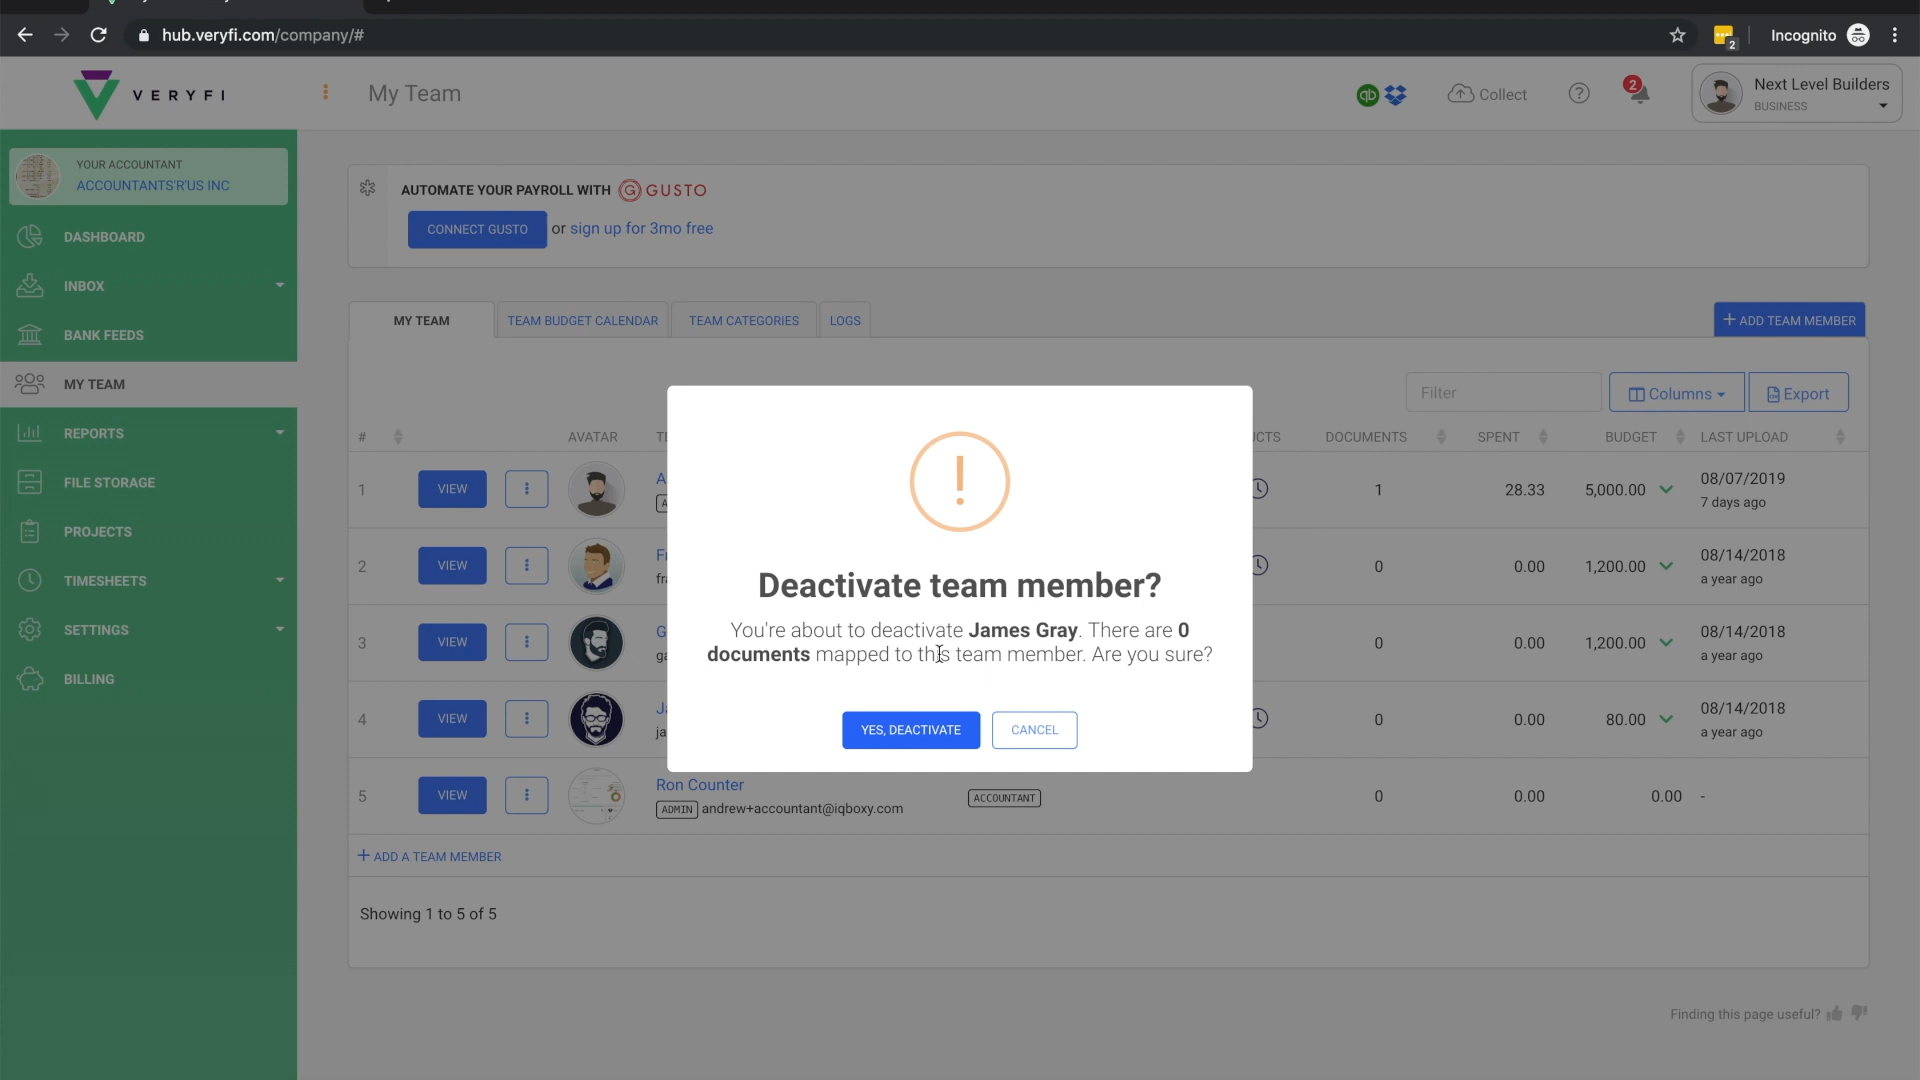 hub.veryfi.com/company/#
2
Incognito
VERYFI
My Team
Collect
2
Next Level Builders
BUSINESS
YOUR ACCOUNTANT
ACCOUNTANTS'R'US INC
DASHBOARD
INBOX
BANK FEEDS
MY TEAM
REPORTS
FILE STORAGE
PROJECTS
TIMESHEETS
SETTINGS
BILLING
AUTOMATE YOUR PAYROLL WITH GUSTO
CONNECT GUSTO or sign up for 3mo free
MY TEAM TEAM BUDGET CALENDAR TEAM CATEGORIES LOGS + ADD TEAM MEMBER
Filter Columns Export
# AVATAR DOCUMENTS SPENT BUDGET LAST UPLOAD
1 VIEW 1 28.33 5,000.00 08/07/2019
7 days ago
2 VIEW 0 0.00 1,200.00 08/14/2018
a year ago
3 VIEW 0 0.00 1,200.00 08/14/2018
a year ago
4 VIEW 0 0.00 80.00 08/14/2018
a year ago
5 VIEW Ron Counter ACCOUNTANT 0 0.00 0.00 -
ADMIN andrew+accountant@iqboxy.com
+ ADD A TEAM MEMBER
Showing 1 to 5 of 5
Deactivate team member?
You're about to deactivate James Gray. There are 0
documents mapped to this team member. Are you sure?
YES, DEACTIVATE CANCEL
Finding this page useful?